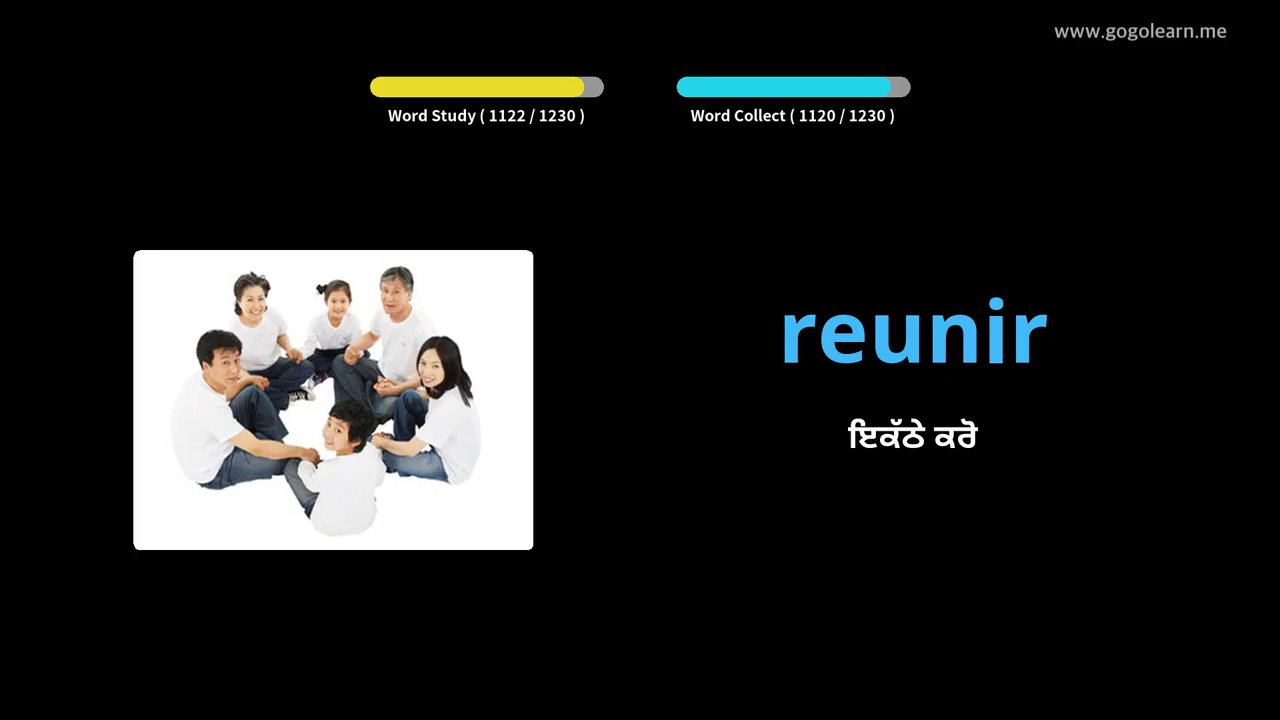 www.gogolearn.me
Word Study ( 1122 / 1230 )
Word Collect ( 1120 / 1230 )
reunir
ਇਕੱਠੇ ਕਰੋ